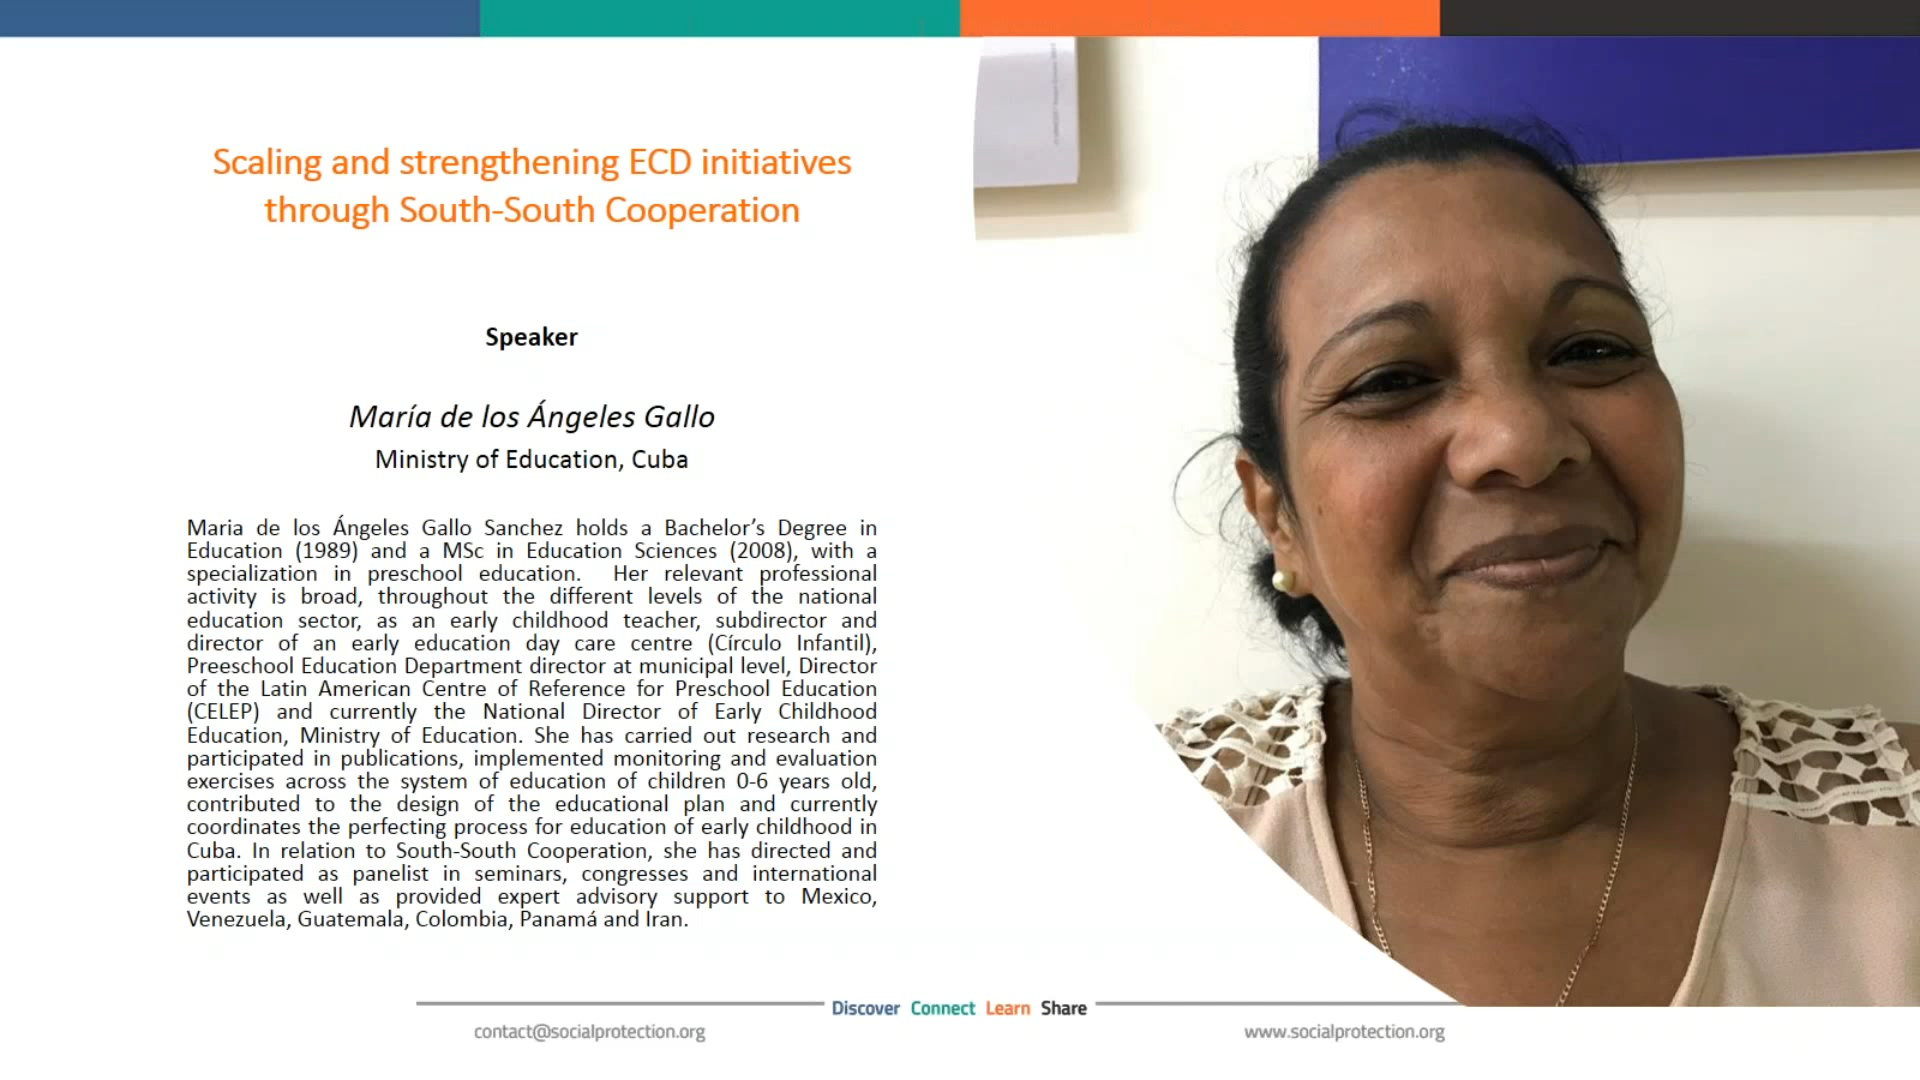 Scaling and strengthening ECD initiatives
through South-South Cooperation
Speaker
María de los Ángeles Gallo
Ministry of Education, Cuba
Maria de los Ángeles Gallo Sanchez holds a Bachelor's Degree in
Education (1989) and a MSc in Education Sciences (2008), with a
specialization in preschool education. Her relevant professional
activity is broad, throughout the different levels of the national
education sector, as an early childhood teacher, subdirector and
director of an early education day care centre (Círculo Infantil),
Preeschool Education Department director at municipal level, Director
of the Latin American Centre of Reference for Preschool Education
(CELEP) and currently the National Director of Early Childhood
Education, Ministry of Education. She has carried out research and
participated in publications, implemented monitoring and evaluation
exercises across the system of education of children 0-6 years old,
contributed to the design of the educational plan and currently
coordinates the perfecting process for education of early childhood in
Cuba. In relation to South-South Cooperation, she has directed and
participated as panelist in seminars, congresses and international
events as well as provided expert advisory support to Mexico,
Venezuela, Guatemala, Colombia, Panamá and Iran.
Discover Connect Learn Share
contact@socialprotection.org
www.socialprotection.org